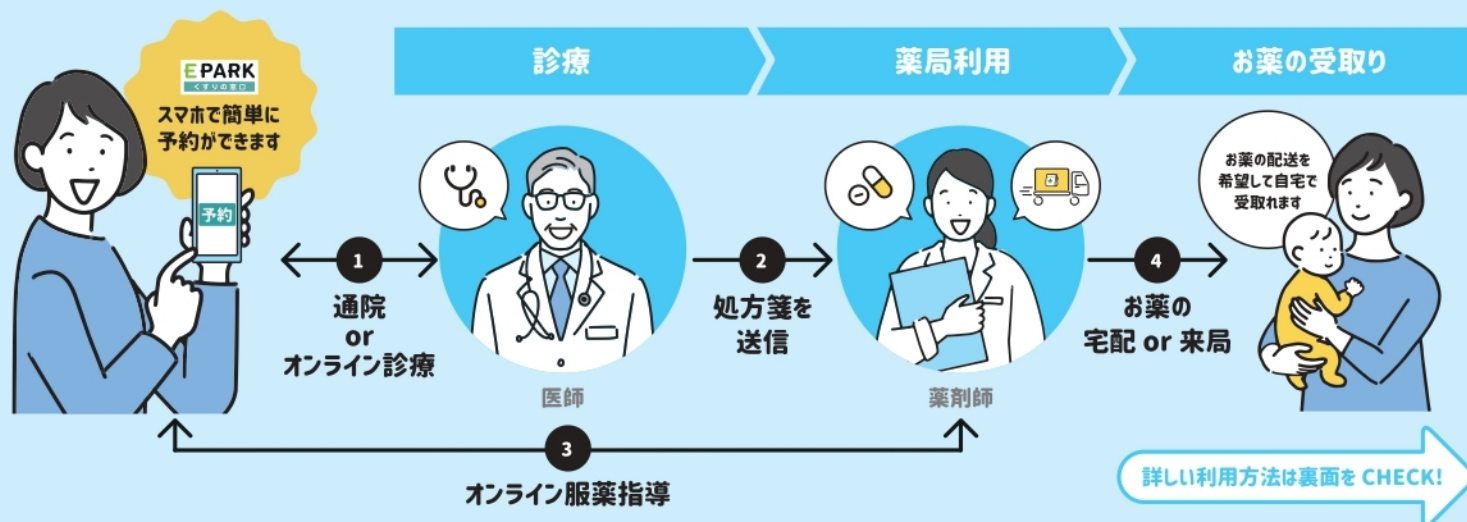 EPARK
くすりの窓口
スマホで簡単に
予約ができます
予約
診療
薬局利用
お薬の受取り
1
通院
or
オンライン診療
医師
2
処方箋を
送信
薬剤師
3
オンライン服薬指導
4
お薬の
宅配 or 来局
お薬の配送を
希望して自宅で
受取れます
詳しい利用方法は裏面を CHECK!